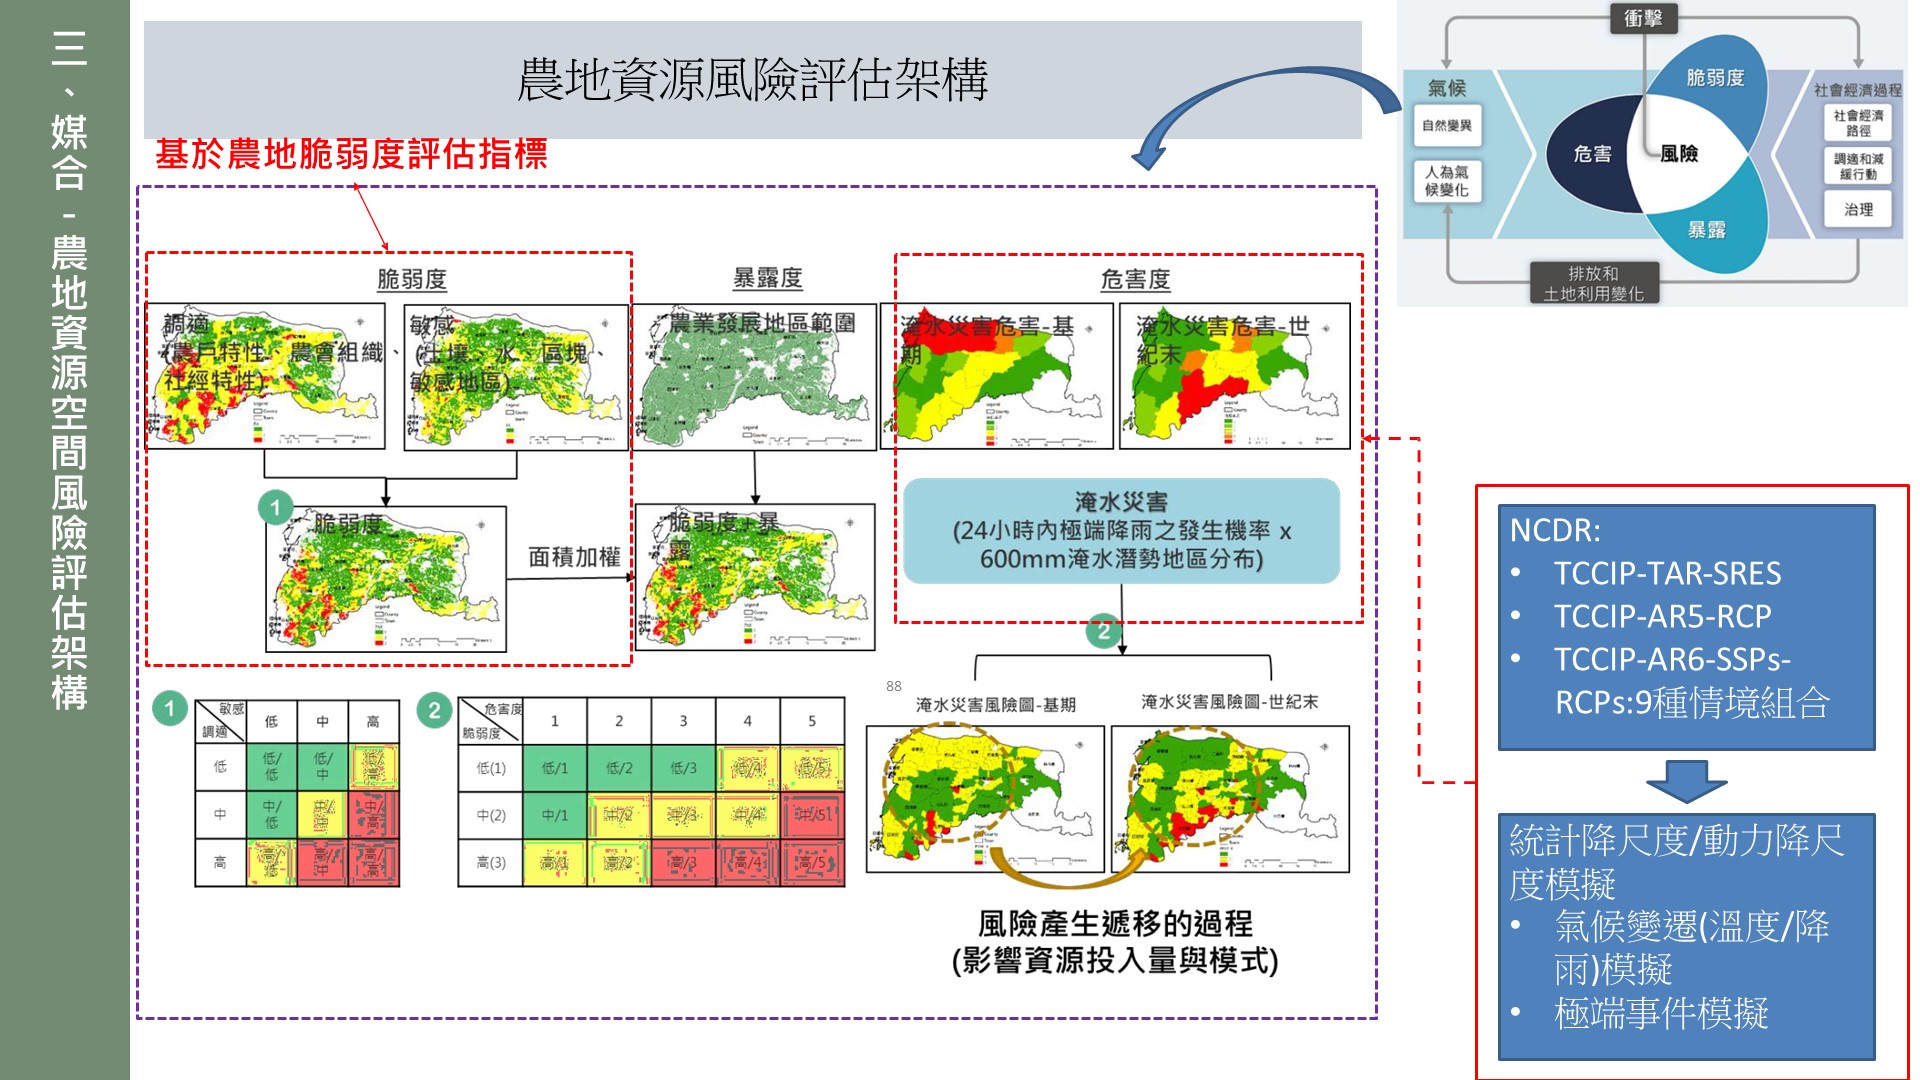 三、媒合-農地資源空間風險評估架構
農地資源風險評估架構
基於農地脆弱度評估指標
衝擊
氣候
自然變異
人為氣
候變化
脆弱度
危害
風險
暴露
社會經濟過程
社會經濟
路徑
調適和減
緩行動
治理
排放和
土地利用變化
脆弱度
暴露度
危害度
調適
(農戶特性、農會組織、
社經特性)
敏感
(土壤、水、區塊、
敏感地區)
農業發展地區範圍
淹水災害危害-基
期
淹水災害危害-世
紀末
1
脆弱度
面積加權
脆弱度+暴
露
淹水災害
(24小時內極端降雨之發生機率 x
600mm淹水潛勢地區分布)
2
88
淹水災害風險圖-基期
淹水災害風險圖-世紀末
1
敏感
調適
低 中 高
低 低/低 低/中 低/高
中 中/低 中/中 中/高
高 高/低 高/中 高/高
2
危害度
脆弱度
1 2 3 4 5
低(1) 低/1 低/2 低/3 低/4 低/5
中(2) 中/1 中/2 中/3 中/4 中/5
高(3) 高/1 高/2 高/3 高/4 高/5
風險產生遞移的過程
(影響資源投入量與模式)
NCDR:
• TCCIP-TAR-SRES
• TCCIP-AR5-RCP
• TCCIP-AR6-SSPs-
RCPs:9種情境組合
統計降尺度/動力降尺
度模擬
• 氣候變遷(溫度/降
雨)模擬
• 極端事件模擬